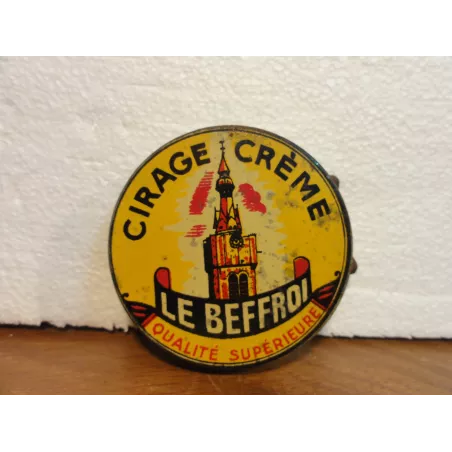 CIRAGE CRÈME
LE BEFFROI
QUALITÉ SUPÉRIEURE